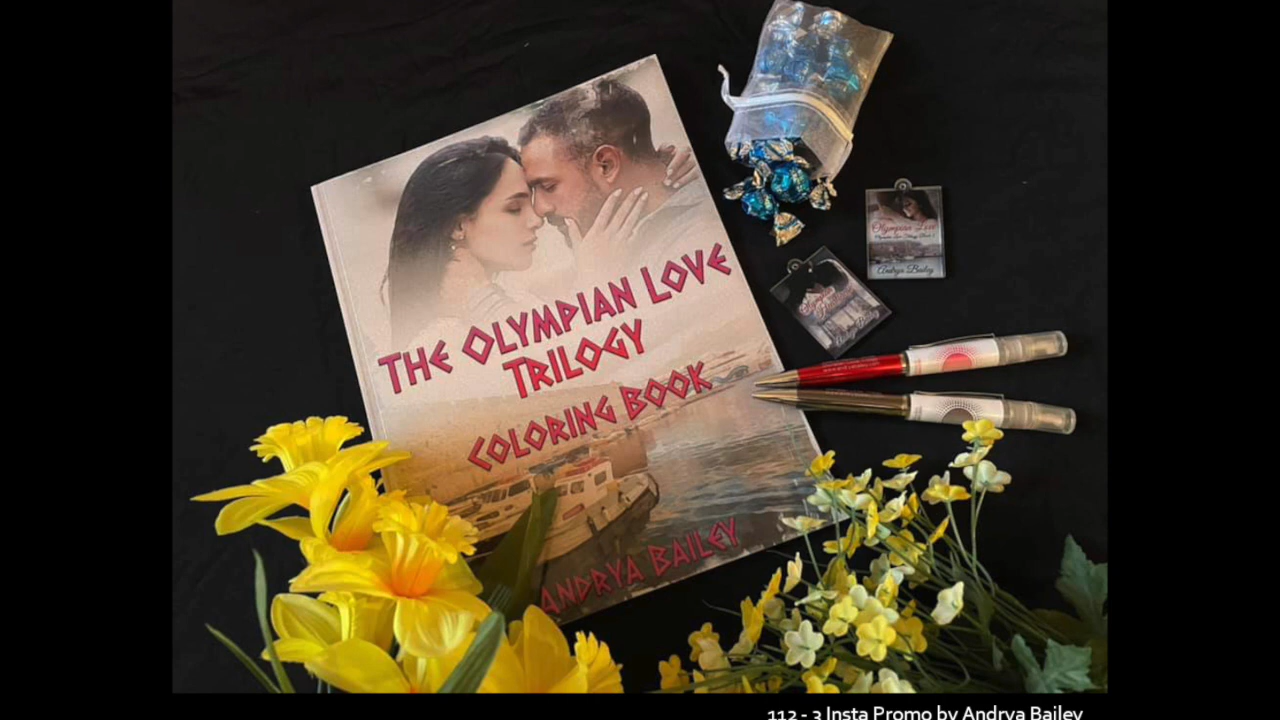 THE OLYMPIAN LOVE
TRILOGY
COLORING BOOK
ANDRYA BAILEY
Olympian Love
Andrya Bailey
112 - 3 Insta Promo by Andrya Bailey